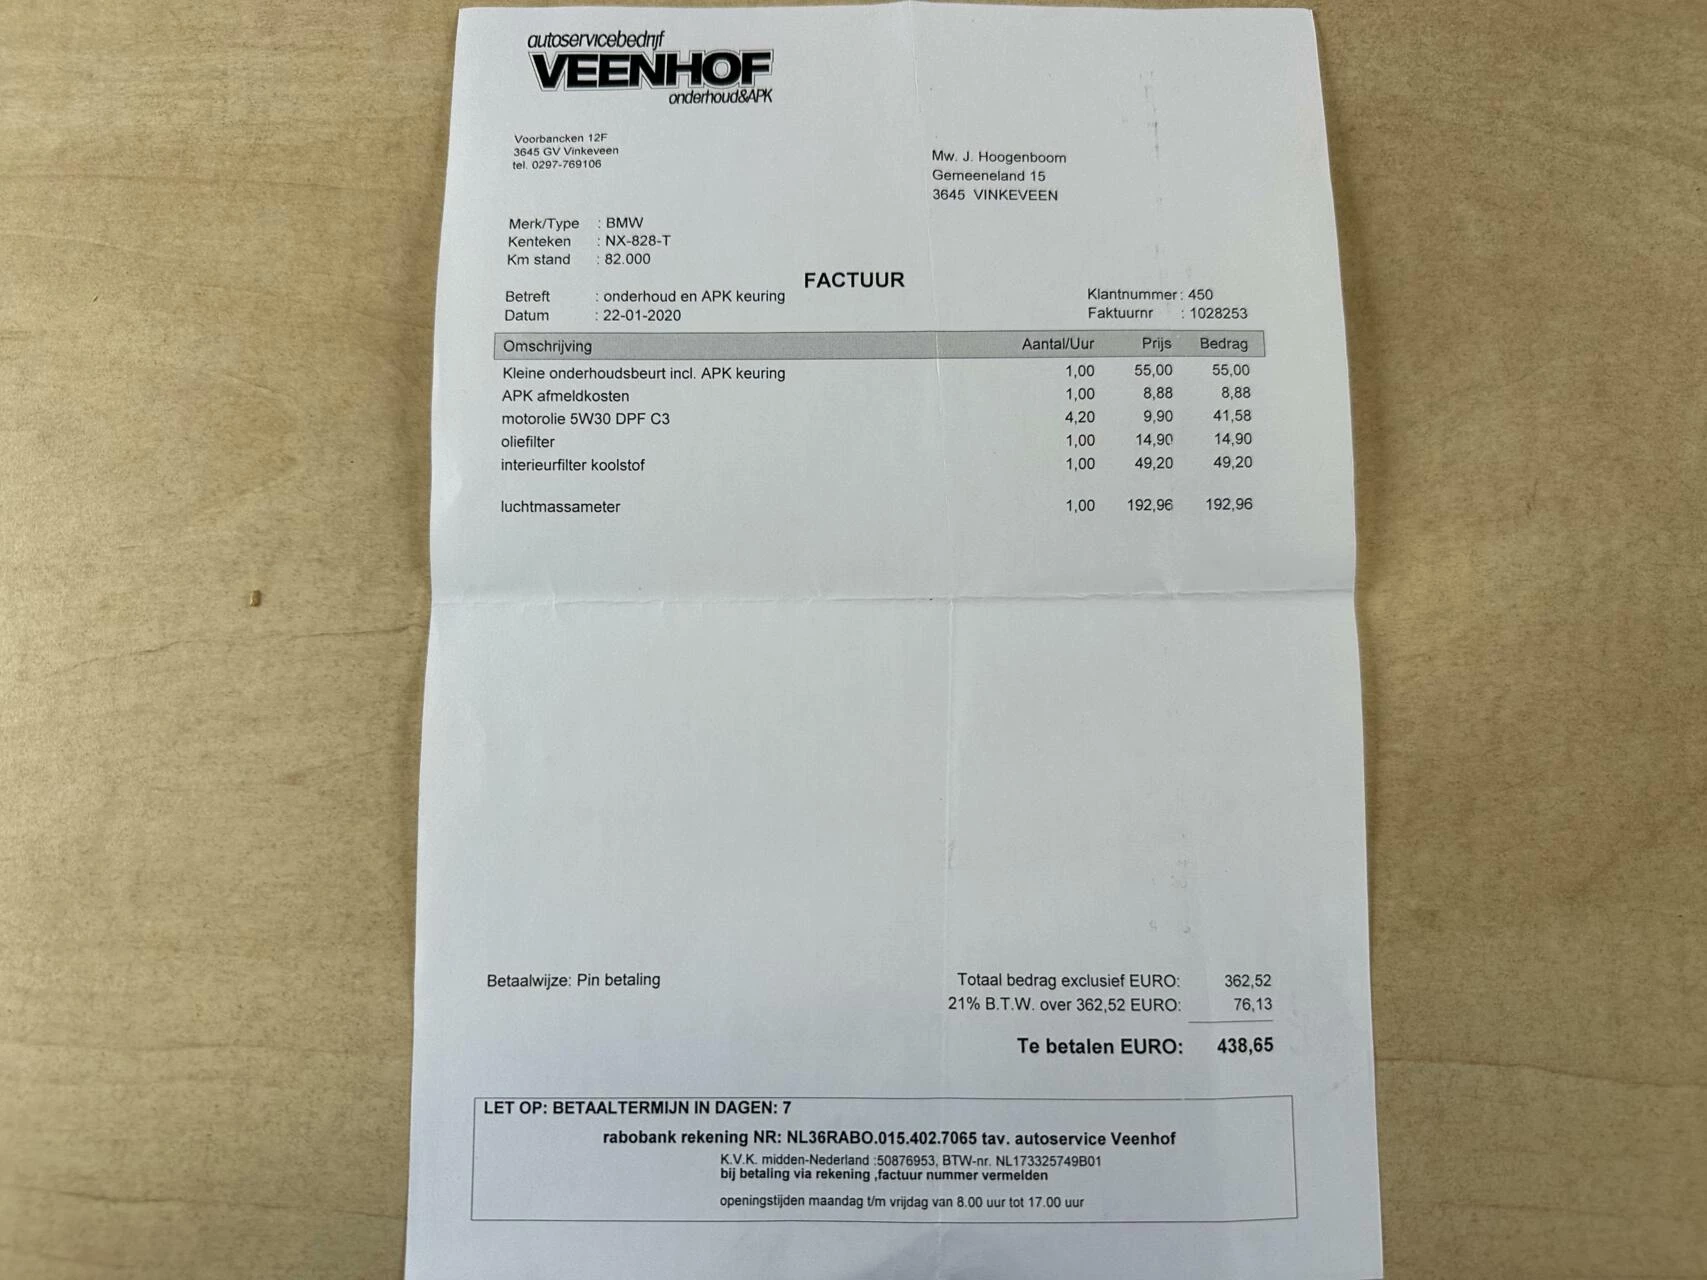 autoservicebedrijf
VEENHOF
onderhoud&APK
Voorbancken 12F
3645 GV Vinkeveen
tel. 0297-769106
Mw. J. Hoogenboom
Gemeeneland 15
3645 VINKEVEEN
Merk/Type : BMW
Kenteken : NX-828-T
Km stand : 82.000
FACTUUR
Betreft : onderhoud en APK keuring
Datum : 22-01-2020
Klantnummer : 450
Faktuurnr : 1028253
Omschrijving Aantal/Uur Prijs Bedrag
Kleine onderhoudsbeurt incl. APK keuring 1,00 55,00 55,00
APK afmeldkosten 1,00 8,88 8,88
motorolie 5W30 DPF C3 4,20 9,90 41,58
oliefilter 1,00 14,90 14,90
interieurfilter koolstof 1,00 49,20 49,20
luchtmassameter 1,00 192,96 192,96
Betaalwijze: Pin betaling
Totaal bedrag exclusief EURO: 362,52
21% B.T.W. over 362,52 EURO: 76,13
Te betalen EURO: 438,65
LET OP: BETAALTERMIJN IN DAGEN: 7
rabobank rekening NR: NL36RABO.015.402.7065 tav. autoservice Veenhof
K.V.K. midden-Nederland :50876953, BTW-nr. NL173325749B01
bij betaling via rekening ,factuur nummer vermelden
openingstijden maandag t/m vrijdag van 8.00 uur tot 17.00 uur